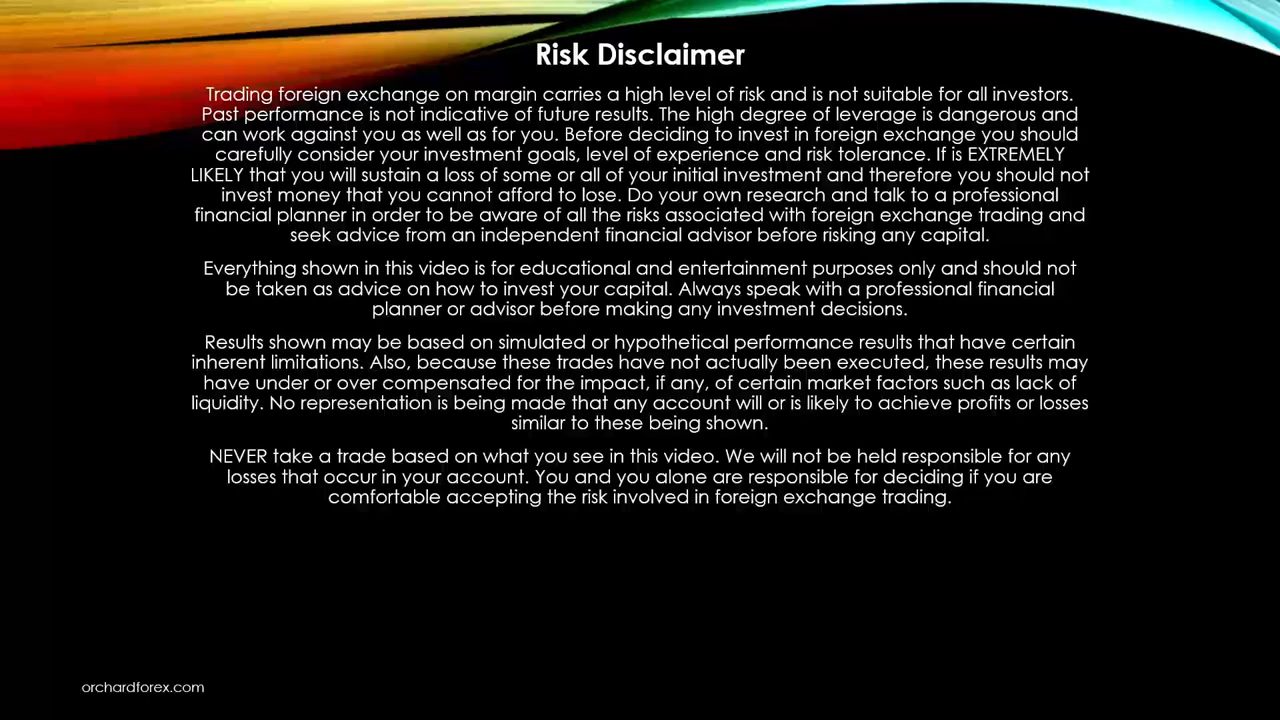 Risk Disclaimer
Trading foreign exchange on margin carries a high level of risk and is not suitable for all investors.
Past performance is not indicative of future results. The high degree of leverage is dangerous and
can work against you as well as for you. Before deciding to invest in foreign exchange you should
carefully consider your investment goals, level of experience and risk tolerance. If is EXTREMELY
LIKELY that you will sustain a loss of some or all of your initial investment and therefore you should not
invest money that you cannot afford to lose. Do your own research and talk to a professional
financial planner in order to be aware of all the risks associated with foreign exchange trading and
seek advice from an independent financial advisor before risking any capital.
Everything shown in this video is for educational and entertainment purposes only and should not
be taken as advice on how to invest your capital. Always speak with a professional financial
planner or advisor before making any investment decisions.
Results shown may be based on simulated or hypothetical performance results that have certain
inherent limitations. Also, because these trades have not actually been executed, these results may
have under or over compensated for the impact, if any, of certain market factors such as lack of
liquidity. No representation is being made that any account will or is likely to achieve profits or losses
similar to these being shown.
NEVER take a trade based on what you see in this video. We will not be held responsible for any
losses that occur in your account. You and you alone are responsible for deciding if you are
comfortable accepting the risk involved in foreign exchange trading.
orchardforex.com